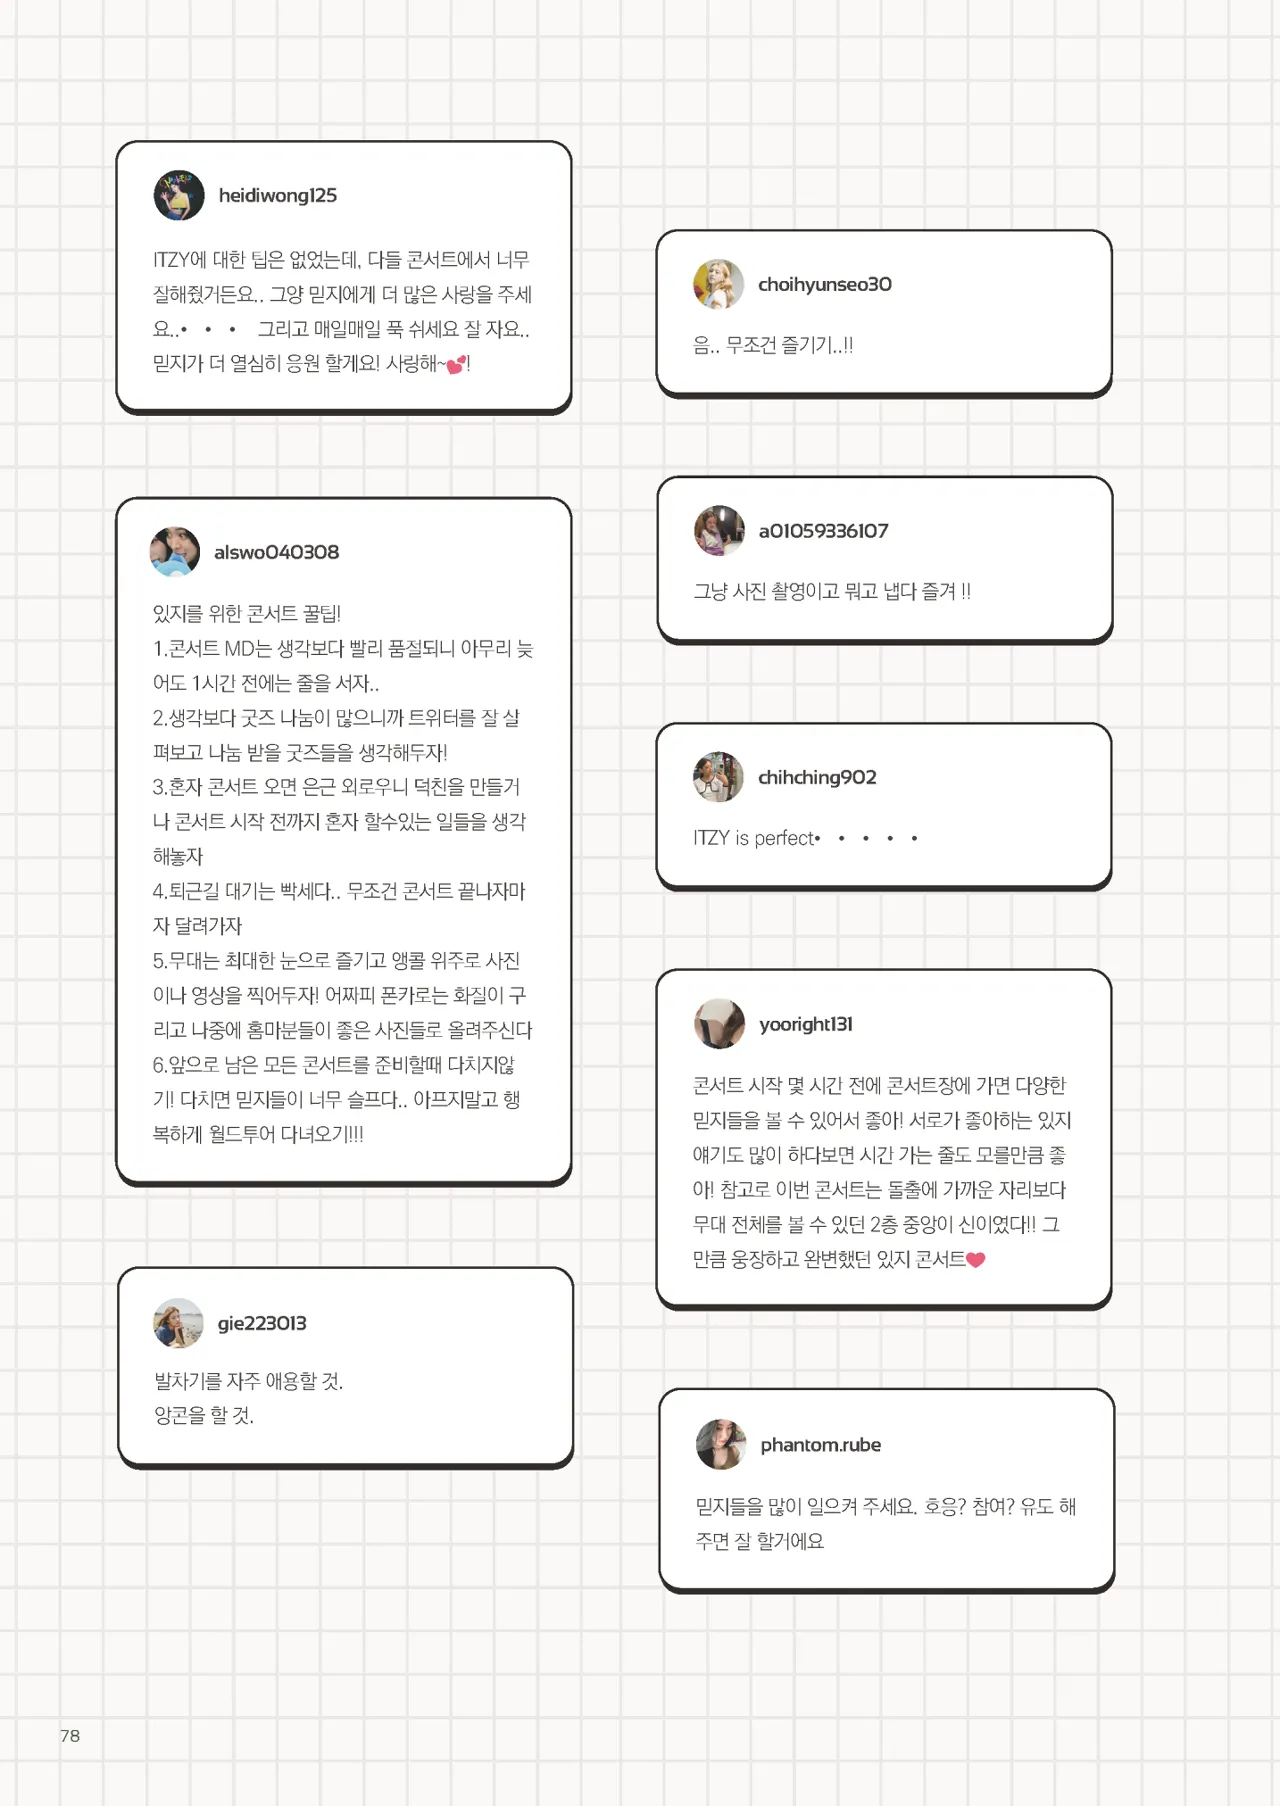 heidiwong125
ITZY에 대한 팁은 없었는데, 다들 콘서트에서 너무
잘해줬거든요.. 그양 믿지에게 더 많은 사랑을 주세
요..• • • 그리고 매일매일 푹 쉬세요 잘 자요..
믿지가 더 열심히 응원 할게요! 사랑해~💕!
alswo040308
있지를 위한 콘서트 꿀팁!
1.콘서트 MD는 생각보다 빨리 품절되니 아무리 늦
어도 1시간 전에는 줄을 서자..
2.생각보다 굿즈 나눔이 많으니까 트위터를 잘 살
펴보고 나눔 받을 굿즈들을 생각해두자!
3.혼자 콘서트 오면 은근 외로우니 덕친을 만들거
나 콘서트 시작 전까지 혼자 할수있는 일들을 생각
해놓자
4.퇴근길 대기는 빡세다.. 무조건 콘서트 끝나자마
자 달려가자
5.무대는 최대한 눈으로 즐기고 앵콜 위주로 사진
이나 영상을 찍어두자! 어짜피 폰카로는 화질이 구
리고 나중에 홈마분들이 좋은 사진들로 올려주신다
6.앞으로 남은 모든 콘서트를 준비할때 다치지않
기! 다치면 믿지들이 너무 슬프다.. 아프지말고 행
복하게 월드투어 다녀오기!!!
gie223013
발차기를 자주 애용할 것.
앙콘을 할 것.
choihyunseo30
음.. 무조건 즐기기..!!
a01059336107
그냥 사진 촬영이고 뭐고 냅다 즐겨 !!
chihching902
ITZY is perfect• • • • •
yooright131
콘서트 시작 몇 시간 전에 콘서트장에 가면 다양한
믿지들을 볼 수 있어서 좋아! 서로가 좋아하는 있지
얘기도 많이 하다보면 시간 가는 줄도 모를만큼 좋
아! 참고로 이번 콘서트는 돌출에 가까운 자리보다
무대 전체를 볼 수 있던 2층 중앙이 신이였다!! 그
만큼 웅장하고 완변했던 있지 콘서트❤
phantom.rube
믿지들을 많이 일으켜 주세요. 호응? 참여? 유도 해
주면 잘 할거에요
78